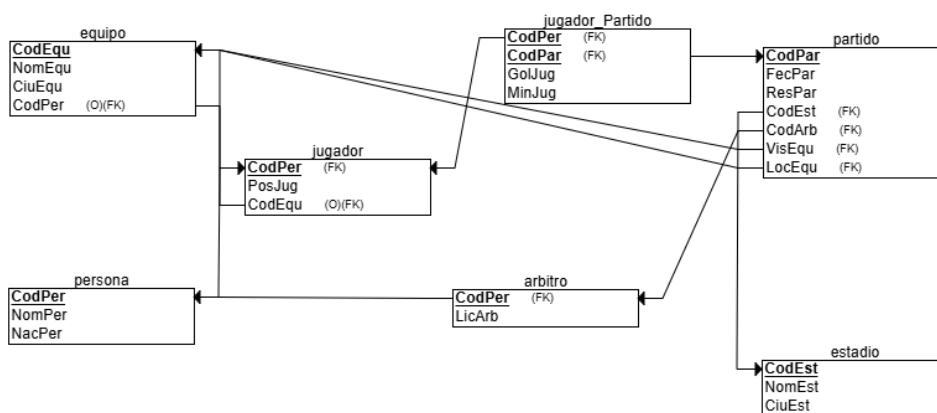 equipo
CodEqu
NomEqu
CiuEqu
CodPer (O)(FK)
jugador_Partido
CodPer (FK)
CodPar (FK)
GolJug
MinJug
partido
CodPar
FecPar
ResPar
CodEst (FK)
CodArb (FK)
VisEqu (FK)
LocEqu (FK)
jugador
CodPer (FK)
PosJug
CodEqu (O)(FK)
persona
CodPer
NomPer
NacPer
arbitro
CodPer (FK)
LicArb
estadio
CodEst
NomEst
CiuEst